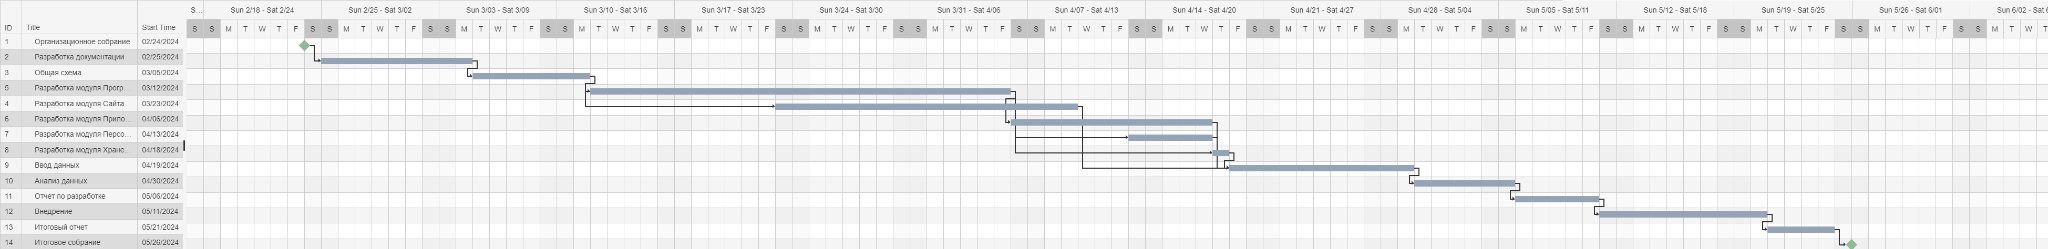 S... Sun 2/18 - Sat 2/24 Sun 2/25 - Sat 3/02 Sun 3/03 - Sat 3/09 Sun 3/10 - Sat 3/16 Sun 3/17 - Sat 3/23 Sun 3/24 - Sat 3/30 Sun 3/31 - Sat 4/06 Sun 4/07 - Sat 4/13 Sun 4/14 - Sat 4/20 Sun 4/21 - Sat 4/27 Sun 4/28 - Sat 5/04 Sun 5/05 - Sat 5/11 Sun 5/12 - Sat 5/18 Sun 5/19 - Sat 5/25 Sun 5/26 - Sat 6/01 Sun 6/02 - Sat 6
ID Title Start Time S S M T W T F S S M T W T F S S M T W T F S S M T W T F S S M T W T F S S M T W T F S S M T W T F S S M T W T F S S M T W T F S S M T W T F S S M T W T F S S M T W T F S S M T W T F S S M T W T F S S M T W T F S S M T W T F S S M T W T
1 Организационное собрание 02/24/2024
2 Разработка документации 02/25/2024
3 Общая схема 03/05/2024
5 Разработка модуля Прогр... 03/12/2024
4 Разработка модуля Сайта 03/23/2024
6 Разработка модуля Прило... 04/06/2024
7 Разработка модуля Персо... 04/13/2024
8 Разработка модуля Хране... 04/18/2024
9 Ввод данных 04/19/2024
10 Анализ данных 04/30/2024
11 Отчет по разработке 05/06/2024
12 Внедрение 05/11/2024
13 Итоговый отчет 05/21/2024
14 Итоговое собрание 05/26/2024